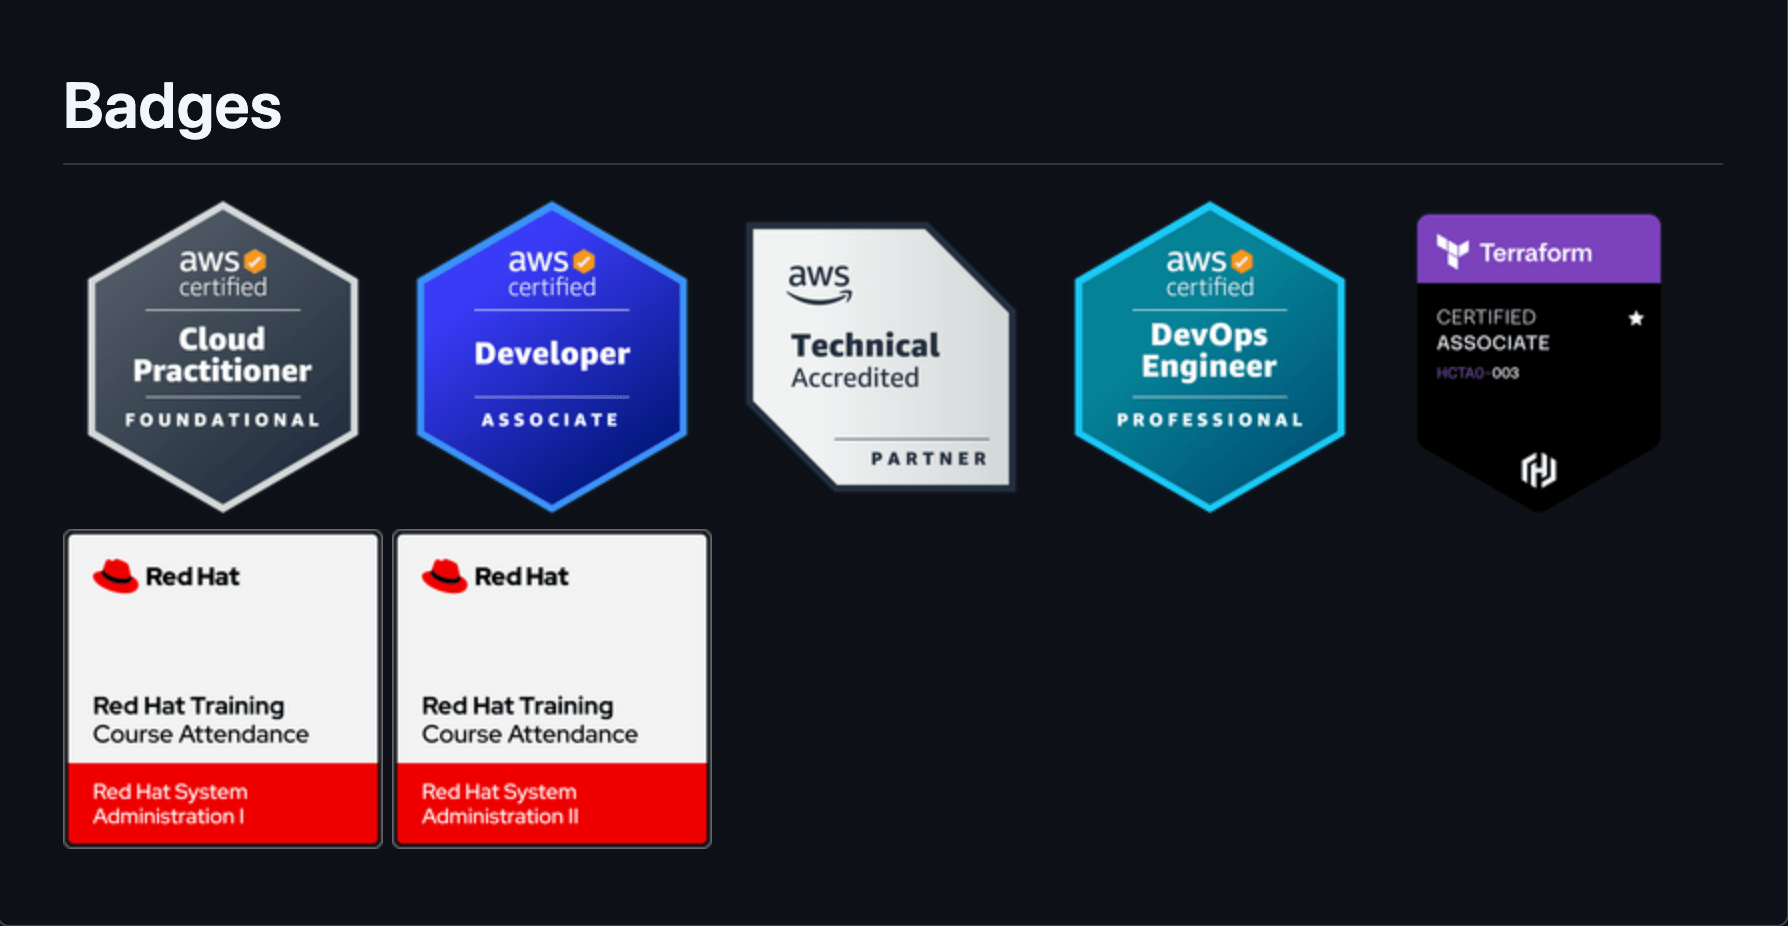 Badges
aws
certified
Cloud
Practitioner
FOUNDATIONAL
aws
certified
Developer
ASSOCIATE
aws
Technical
Accredited
PARTNER
aws
certified
DevOps
Engineer
PROFESSIONAL
Terraform
CERTIFIED
ASSOCIATE
HCTA0-003
Red Hat
Red Hat Training
Course Attendance
Red Hat System
Administration I
Red Hat
Red Hat Training
Course Attendance
Red Hat System
Administration II